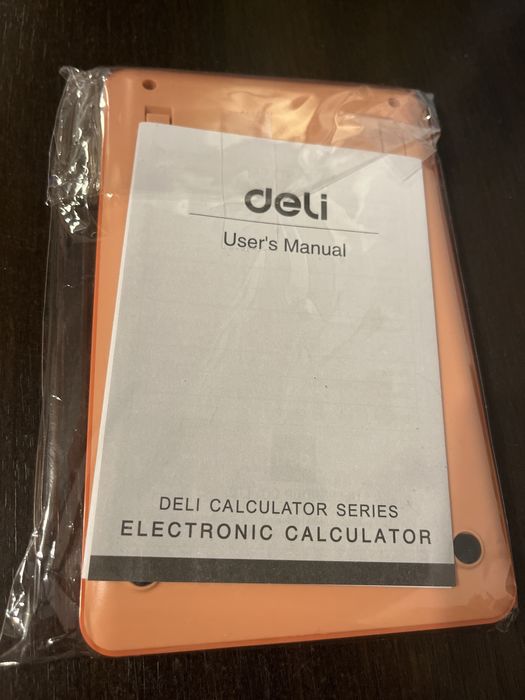 deli
User's Manual
DELI CALCULATOR SERIES
ELECTRONIC CALCULATOR